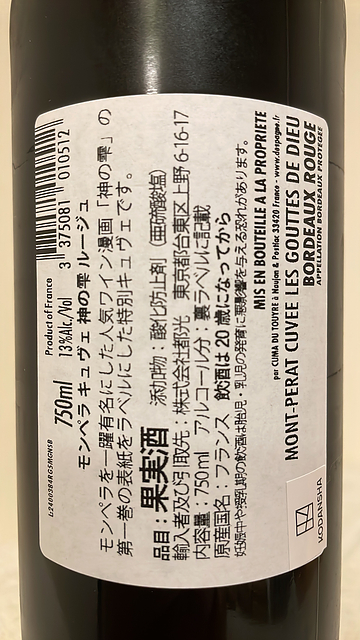 3 375081 010512
L:2400384RGSMGNSB
Product of France
750ml 13%Alc./Vol
モンペラ キュヴェ 神の雫 ルージュ
モンペラを一躍有名にした人気ワイン漫画「神の雫」の
第一巻の表紙をラベルにした特別キュヴェです。
品目：果実酒 添加物：酸化防止剤（亜硫酸塩）
輸入者及び引取先：株式会社都光 東京都台東区上野 6-16-17
内容量：750ml アルコール分：裏ラベルに記載
原産国名：フランス 飲酒は20歳になってから
妊娠中や授乳期の飲酒は胎児・乳児の発育に悪影響を与える恐れがあります。
MIS EN BOUTEILLE A LA PROPRIETE
par CUMA DU TOUYRE à Naujan & Postiac 33420 France - www.despagne.fr
MONT-PERAT CUVEE LES GOUTTES DE DIEU
BORDEAUX ROUGE
APPELLATION BORDEAUX PROTEGEE
KODANSHA